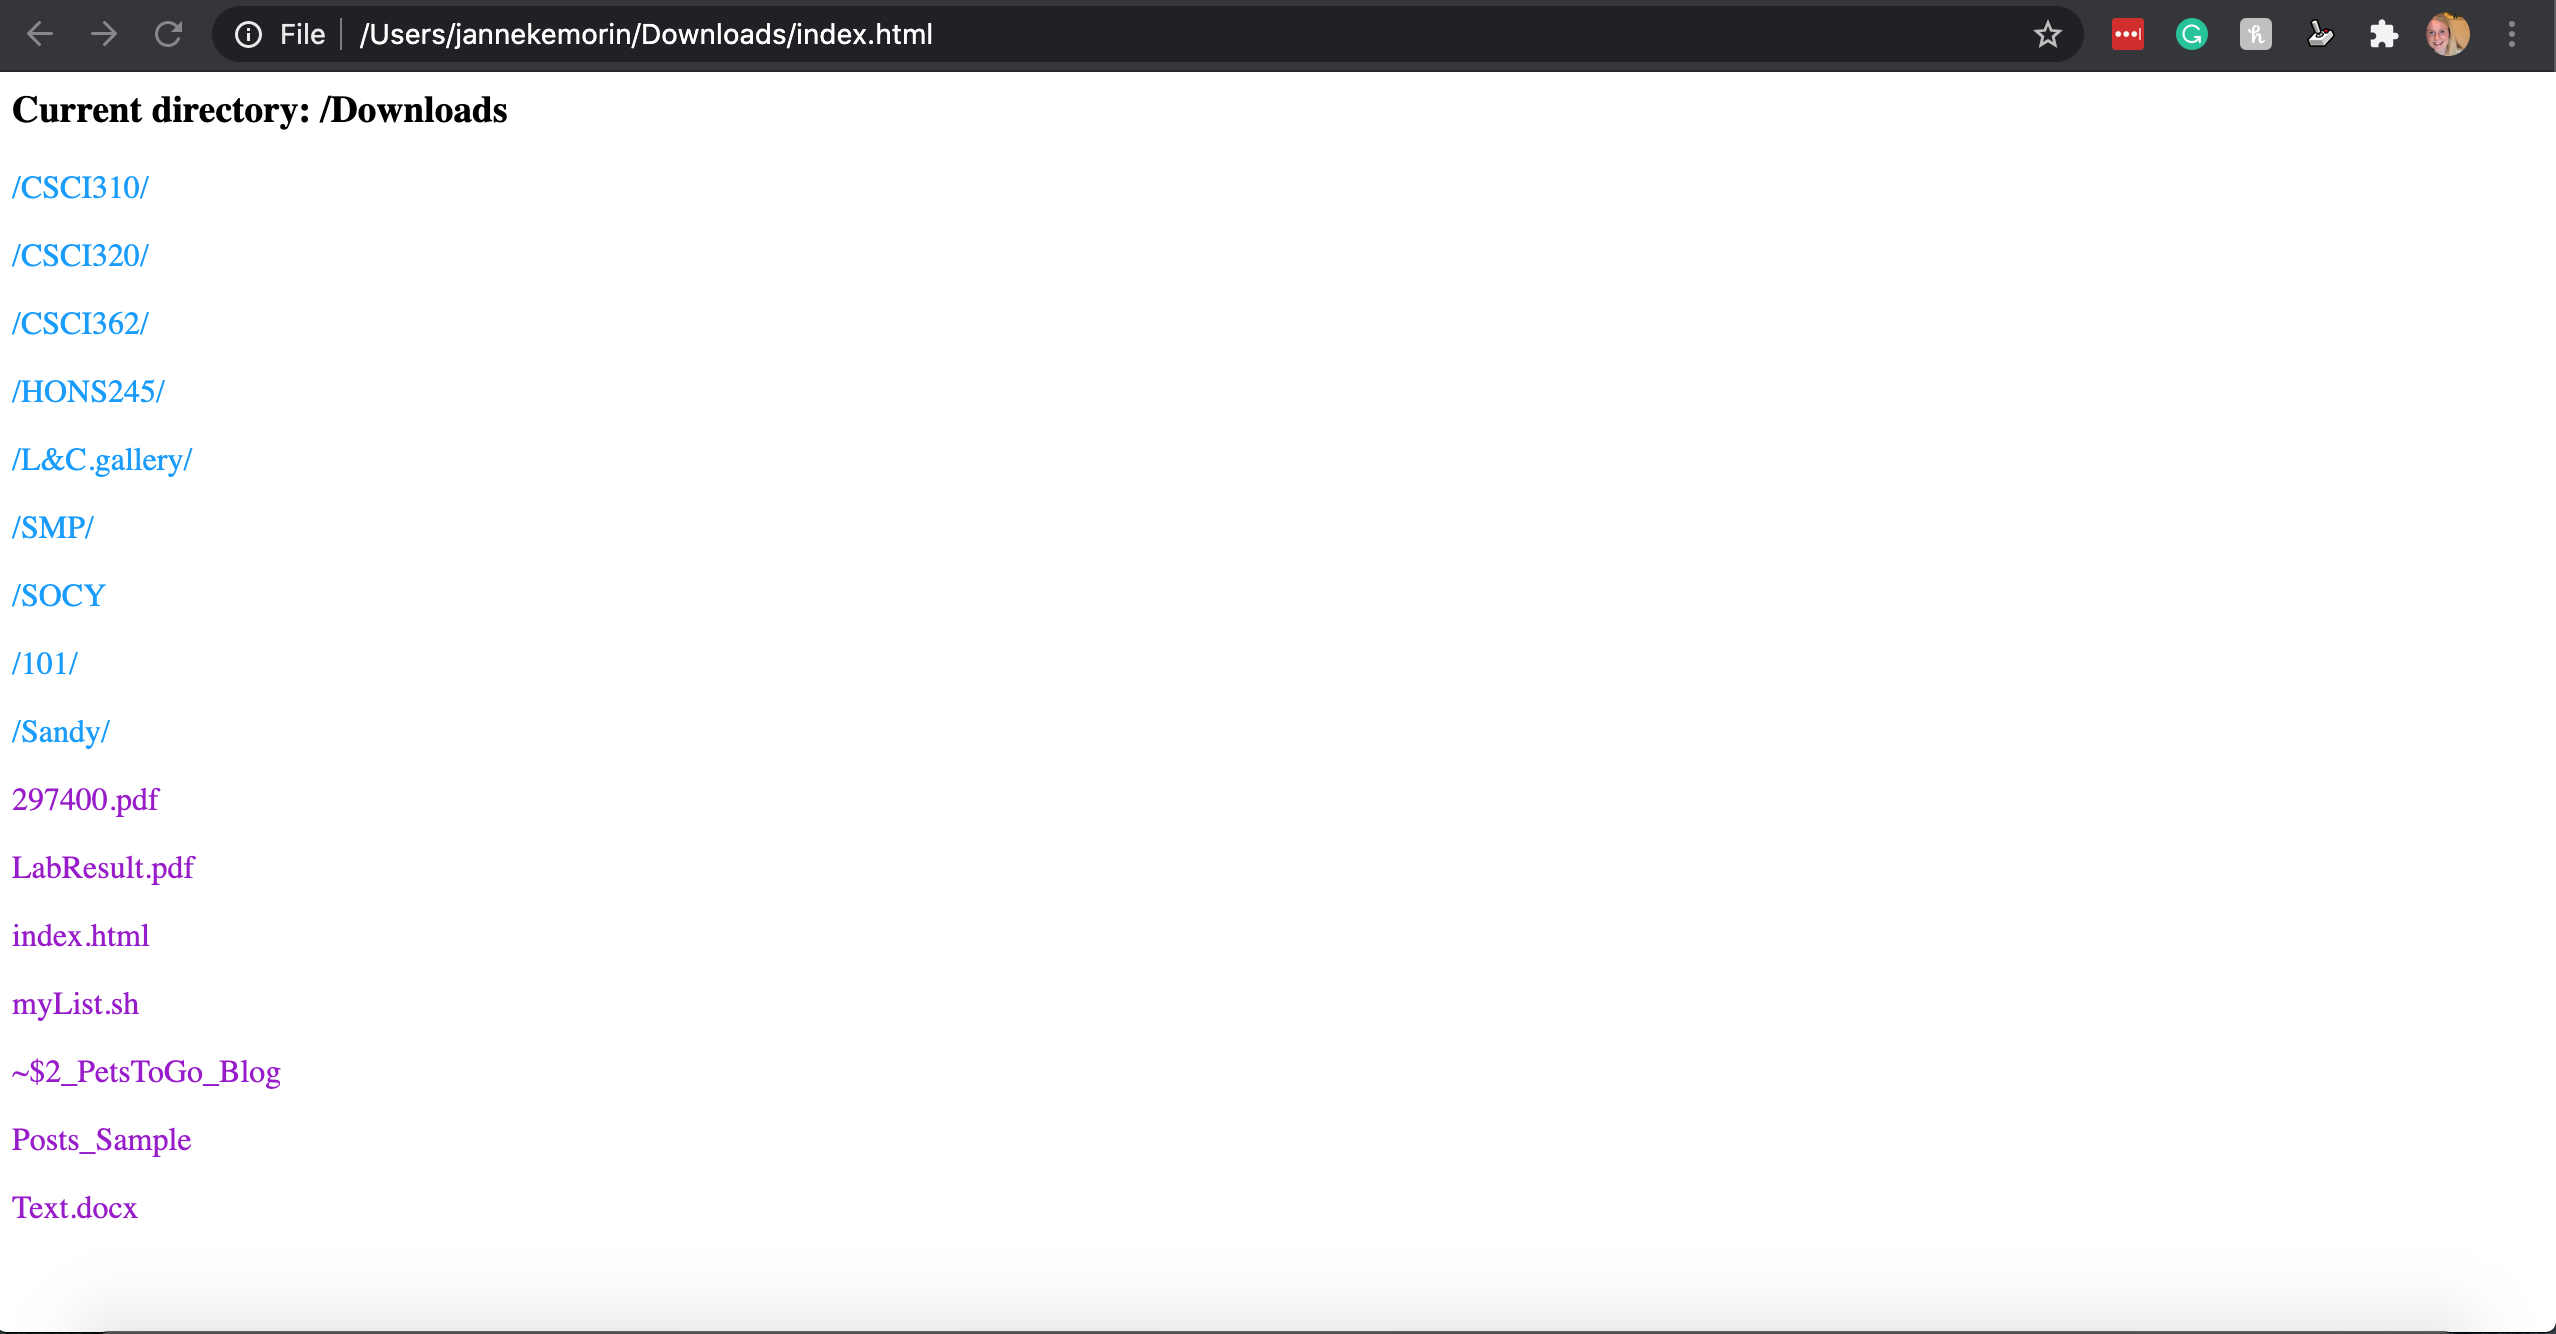 File /Users/jannekemorin/Downloads/index.html
Current directory: /Downloads
/CSCI310/
/CSCI320/
/CSCI362/
/HONS245/
/L&C.gallery/
/SMP/
/SOCY
/101/
/Sandy/
297400.pdf
LabResult.pdf
index.html
myList.sh
~$2_PetsToGo_Blog
Posts_Sample
Text.docx